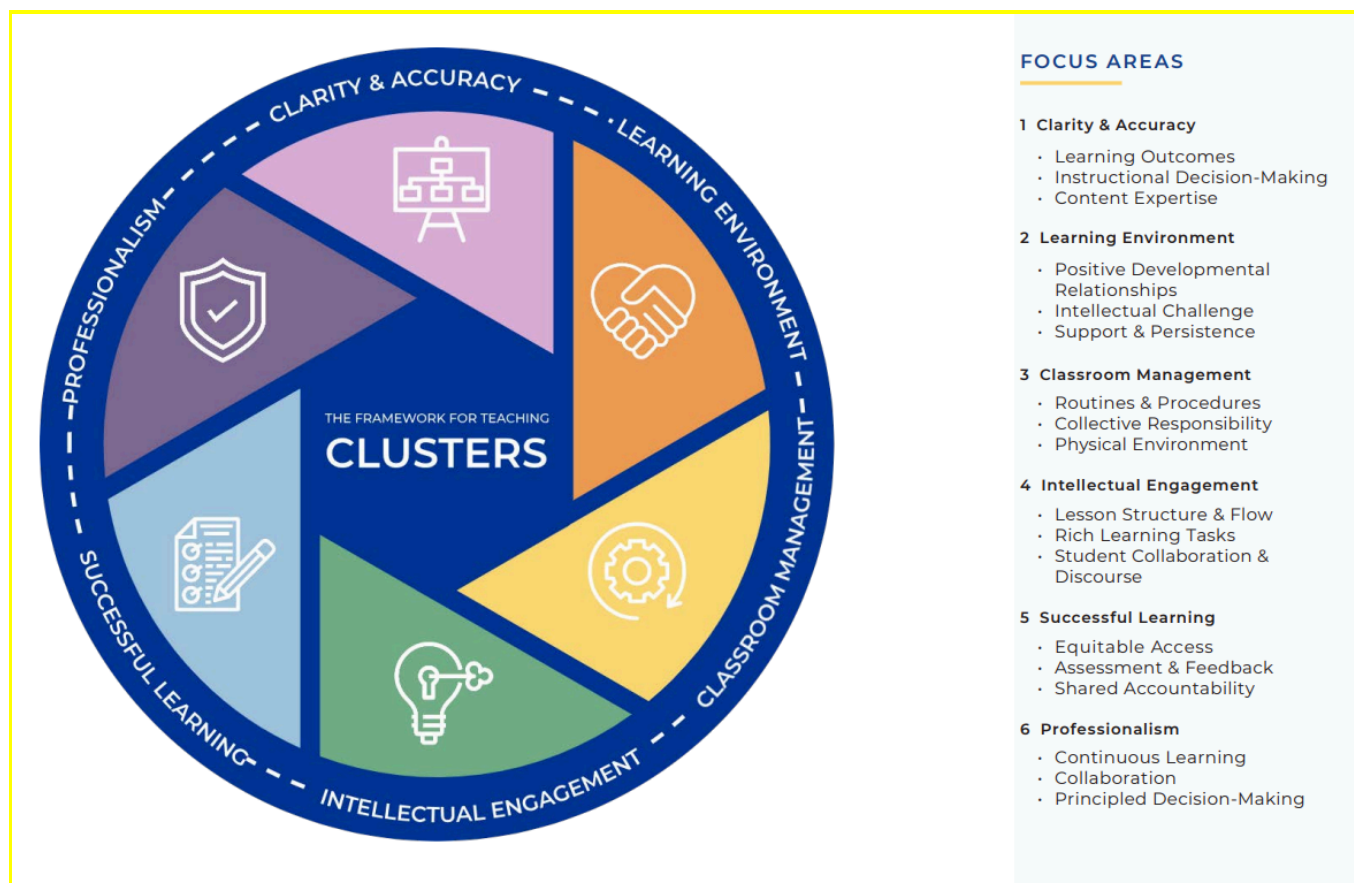 CLARITY & ACCURACY
LEARNING ENVIRONMENT
CLASSROOM MANAGEMENT
INTELLECTUAL ENGAGEMENT
SUCCESSFUL LEARNING
PROFESSIONALISM
THE FRAMEWORK FOR TEACHING
CLUSTERS
FOCUS AREAS
1 Clarity & Accuracy
• Learning Outcomes
• Instructional Decision-Making
• Content Expertise
2 Learning Environment
• Positive Developmental
Relationships
• Intellectual Challenge
• Support & Persistence
3 Classroom Management
• Routines & Procedures
• Collective Responsibility
• Physical Environment
4 Intellectual Engagement
• Lesson Structure & Flow
• Rich Learning Tasks
• Student Collaboration &
Discourse
5 Successful Learning
• Equitable Access
• Assessment & Feedback
• Shared Accountability
6 Professionalism
• Continuous Learning
• Collaboration
• Principled Decision-Making